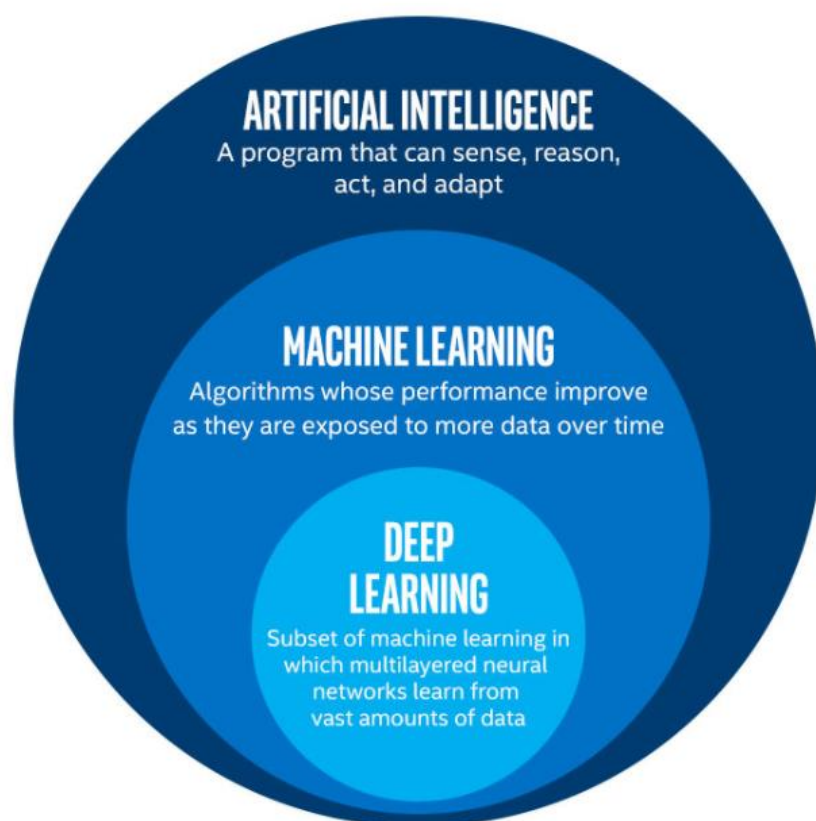 ARTIFICIAL INTELLIGENCE
A program that can sense, reason,
act, and adapt
MACHINE LEARNING
Algorithms whose performance improve
as they are exposed to more data over time
DEEP
LEARNING
Subset of machine learning in
which multilayered neural
networks learn from
vast amounts of data